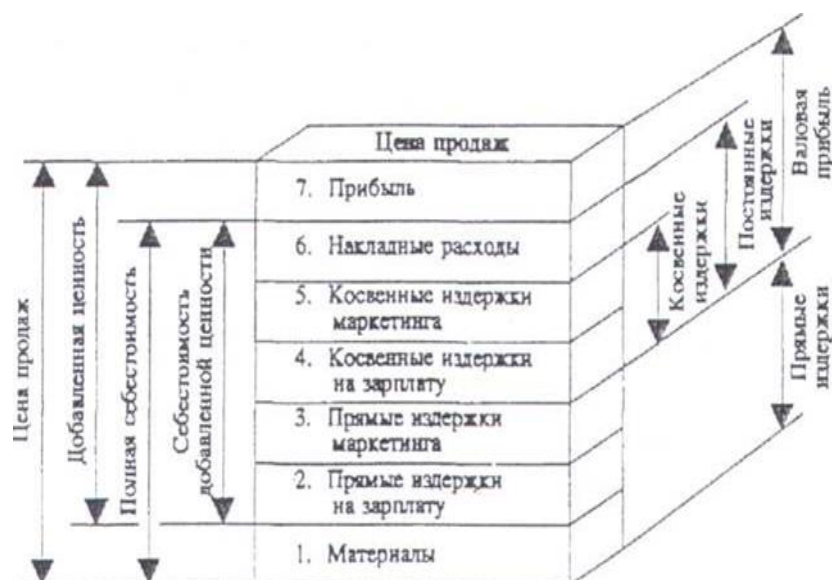 Цена продаж
7. Прибыль
6. Накладные расходы
5. Косвенные издержки
маркетинга
4. Косвенные издержки
на зарплату
3. Прямые издержки
маркетинга
2. Прямые издержки
на зарплату
1. Материалы
Цена продаж
Добавленная ценность
Полная себестоимость
Себестоимость
добавленной ценности
Косвенные
издержки
Постоянные
издержки
Валовая
прибыль
Прямые
издержки